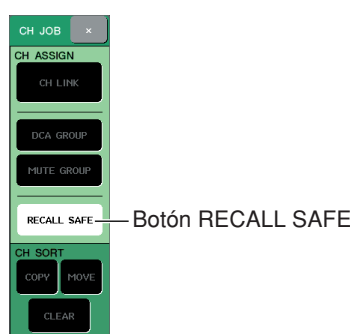 CH JOB ×
CH ASSIGN
CH LINK
DCA GROUP
MUTE GROUP
RECALL SAFE
Botón RECALL SAFE
CH SORT
COPY MOVE
CLEAR